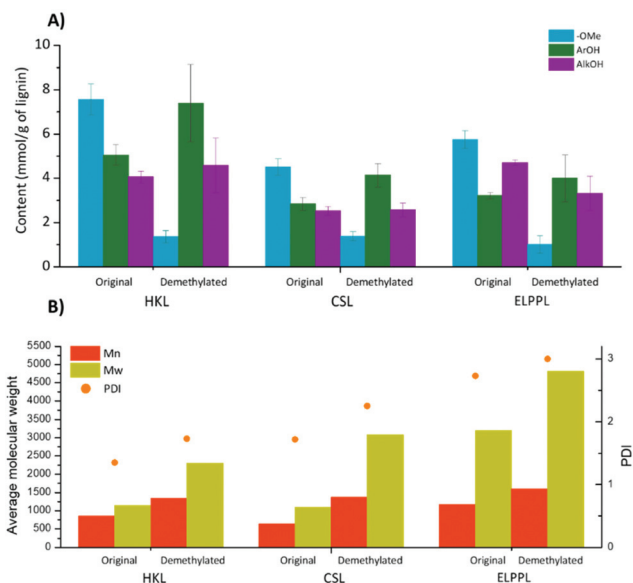 A)
-OMe
ArOH
AlkOH
Content (mmol/g of lignin)
10
8
6
4
2
0
Original Demethylated Original Demethylated Original Demethylated
HKL CSL ELPPL
B)
Mn
Mw
PDI
Average molecular weight
5500
5000
4500
4000
3500
3000
2500
2000
1500
1000
500
0
3
2
1
0
PDI
Original Demethylated Original Demethylated Original Demethylated
HKL CSL ELPPL